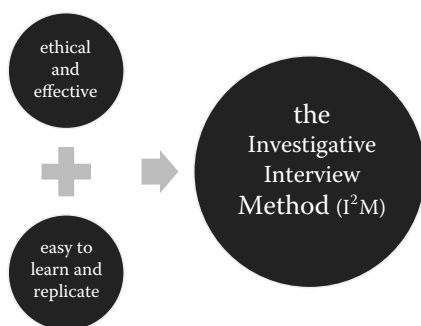 ethical
and
effective
easy to
learn and
replicate
the
Investigative
Interview
Method (I²M)